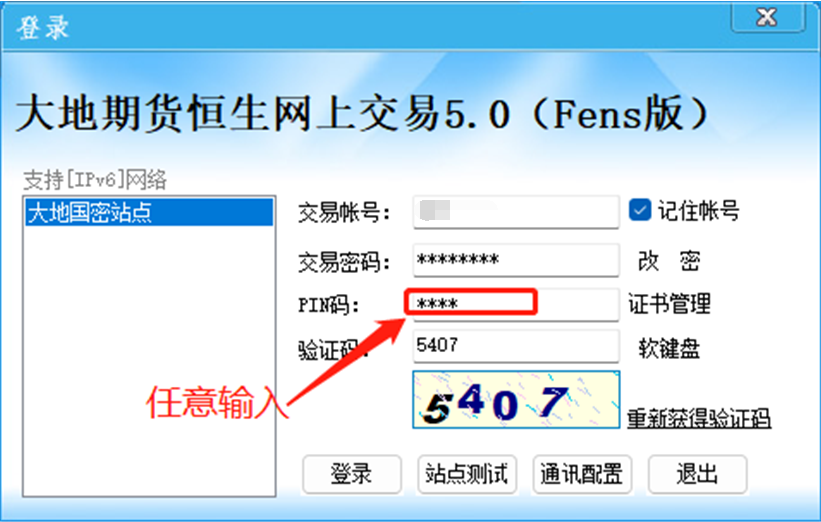 登录
大地期货恒生网上交易5.0（Fens版）
支持[IPv6]网络
大地国密站点
交易帐号：
记住帐号
交易密码： ********
改 密
PIN码： ****
证书管理
验证码： 5407
软键盘
5407
重新获得验证码
任意输入
登录
站点测试
通讯配置
退出